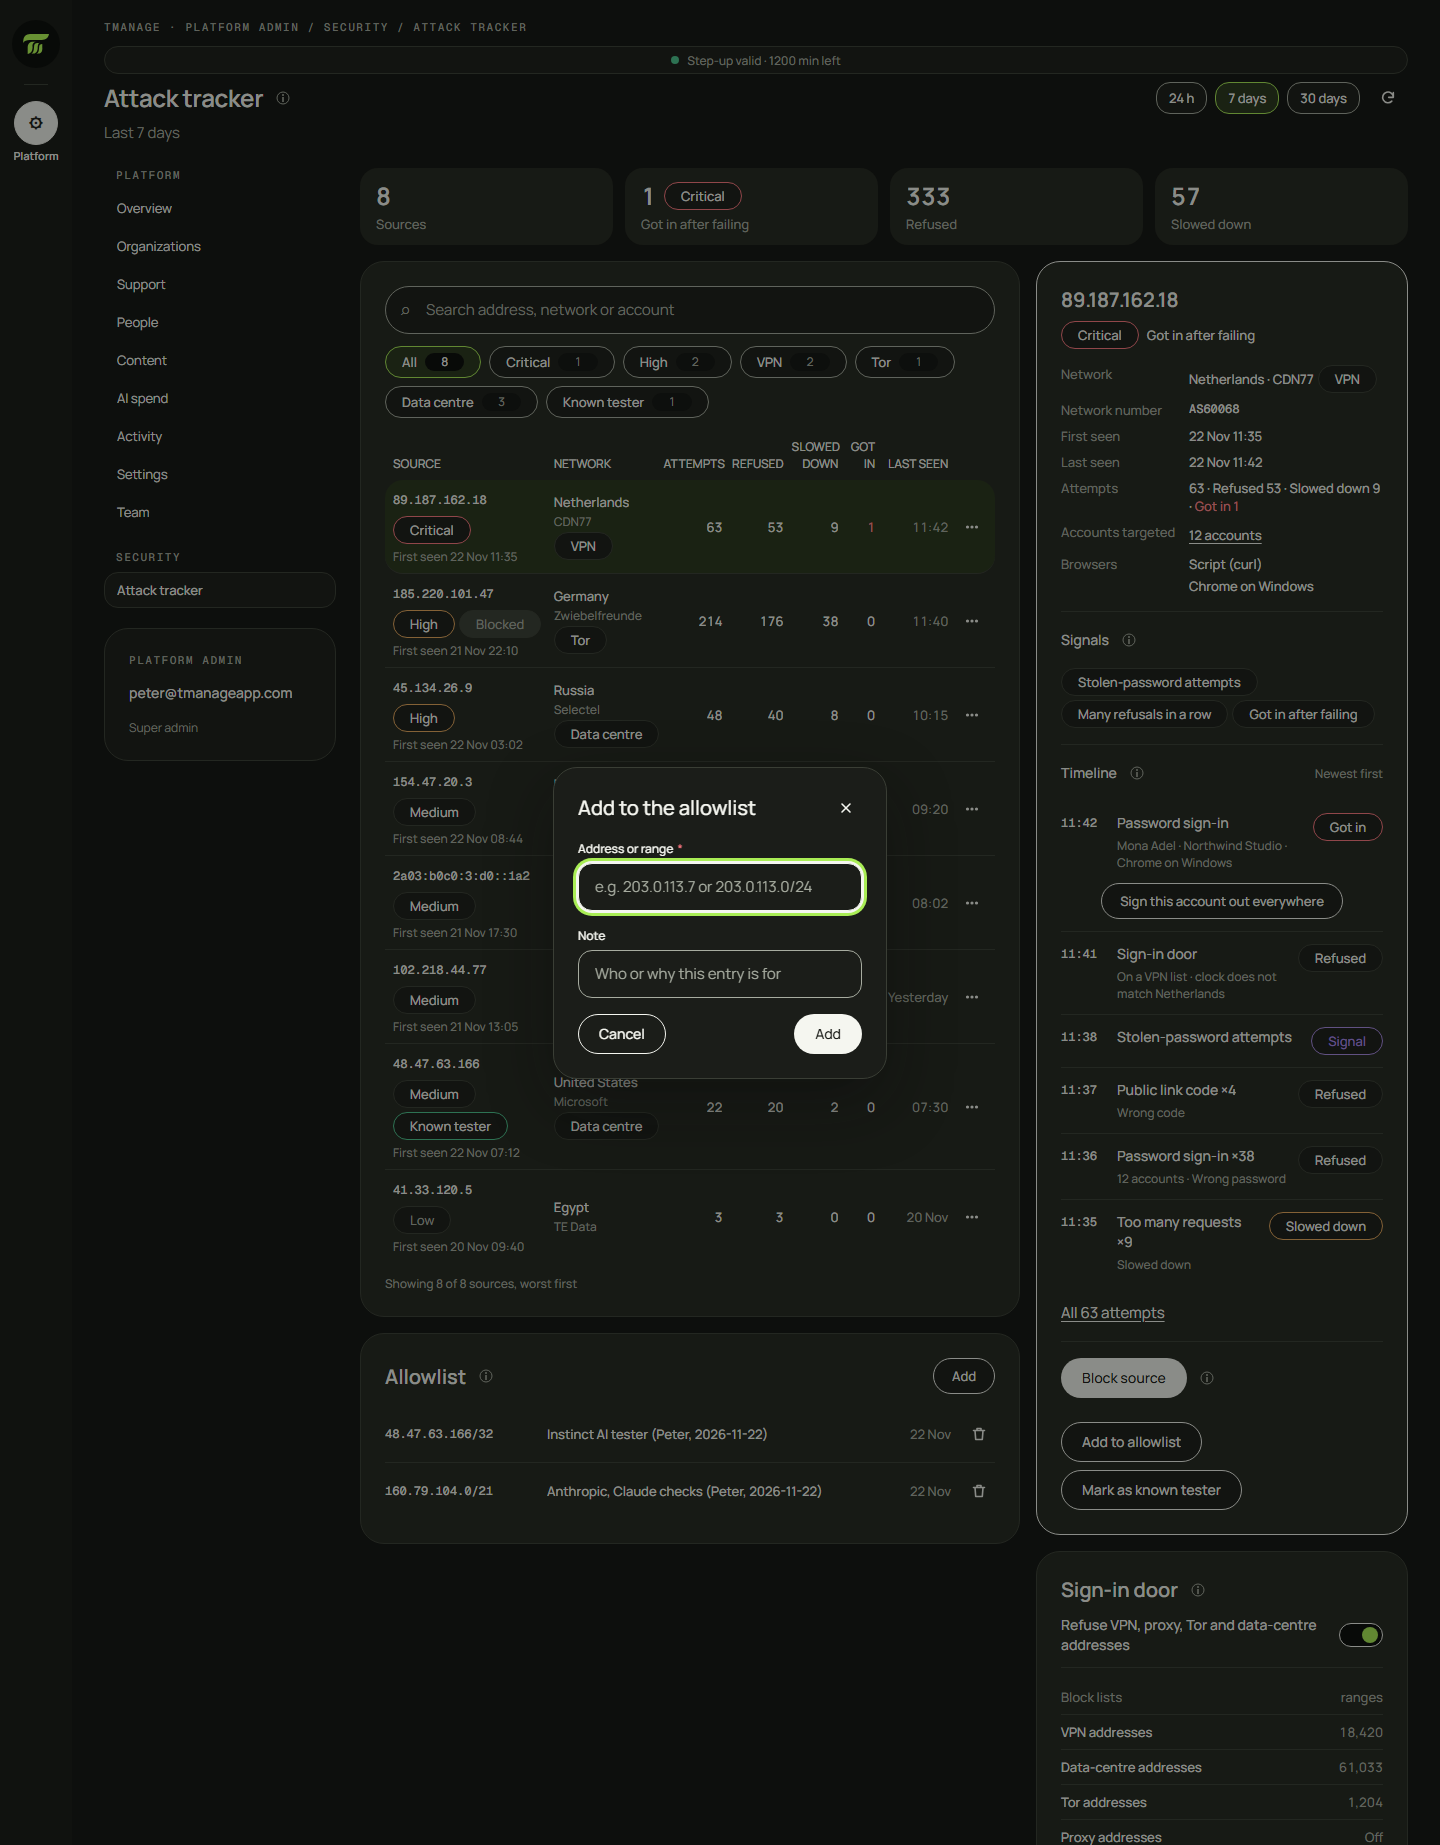 TMANAGE · PLATFORM ADMIN / SECURITY / ATTACK TRACKER
Step-up valid · 1200 min left
Platform
Attack tracker
24 h
7 days
30 days
Last 7 days
PLATFORM
Overview
Organizations
Support
People
Content
AI spend
Activity
Settings
Team
SECURITY
Attack tracker
PLATFORM ADMIN
peter@tmanageapp.com
Super admin
8
Sources
1 Critical
Got in after failing
333
Refused
57
Slowed down
Search address, network or account
All 8
Critical 1
High 2
VPN 2
Tor 1
Data centre 3
Known tester 1
SOURCE NETWORK ATTEMPTS REFUSED SLOWED DOWN GOT IN LAST SEEN
89.187.162.18
Critical
First seen 22 Nov 11:35
Netherlands
CDN77
VPN
63 53 9 1 11:42
185.220.101.47
High Blocked
First seen 21 Nov 22:10
Germany
Zwiebelfreunde
Tor
214 176 38 0 11:40
45.134.26.9
High
First seen 22 Nov 03:02
Russia
Selectel
Data centre
48 40 8 0 10:15
154.47.20.3
Medium
First seen 22 Nov 08:44
09:20
2a03:b0c0:3:d0::1a2
Medium
First seen 21 Nov 17:30
08:02
102.218.44.77
Medium
First seen 21 Nov 13:05
Yesterday
48.47.63.166
Medium
Known tester
First seen 22 Nov 07:12
United States
Microsoft
Data centre
22 20 2 0 07:30
41.33.120.5
Low
First seen 20 Nov 09:40
Egypt
TE Data
3 3 0 0 20 Nov
Showing 8 of 8 sources, worst first
Add to the allowlist
Address or range *
e.g. 203.0.113.7 or 203.0.113.0/24
Note
Who or why this entry is for
Cancel
Add
Allowlist
Add
48.47.63.166/32 Instinct AI tester (Peter, 2026-11-22) 22 Nov
160.79.104.0/21 Anthropic, Claude checks (Peter, 2026-11-22) 22 Nov
89.187.162.18
Critical Got in after failing
Network Netherlands · CDN77 VPN
Network number AS60068
First seen 22 Nov 11:35
Last seen 22 Nov 11:42
Attempts 63 · Refused 53 · Slowed down 9
· Got in 1
Accounts targeted 12 accounts
Browsers Script (curl)
Chrome on Windows
Signals
Stolen-password attempts
Many refusals in a row
Got in after failing
Timeline
Newest first
11:42 Password sign-in Got in
Mona Adel · Northwind Studio ·
Chrome on Windows
Sign this account out everywhere
11:41 Sign-in door Refused
On a VPN list · clock does not
match Netherlands
11:38 Stolen-password attempts Signal
11:37 Public link code ×4 Refused
Wrong code
11:36 Password sign-in ×38 Refused
12 accounts · Wrong password
11:35 Too many requests Slowed down
×9
Slowed down
All 63 attempts
Block source
Add to allowlist
Mark as known tester
Sign-in door
Refuse VPN, proxy, Tor and data-centre
addresses
Block lists ranges
VPN addresses 18,420
Data-centre addresses 61,033
Tor addresses 1,204
Proxy addresses Off